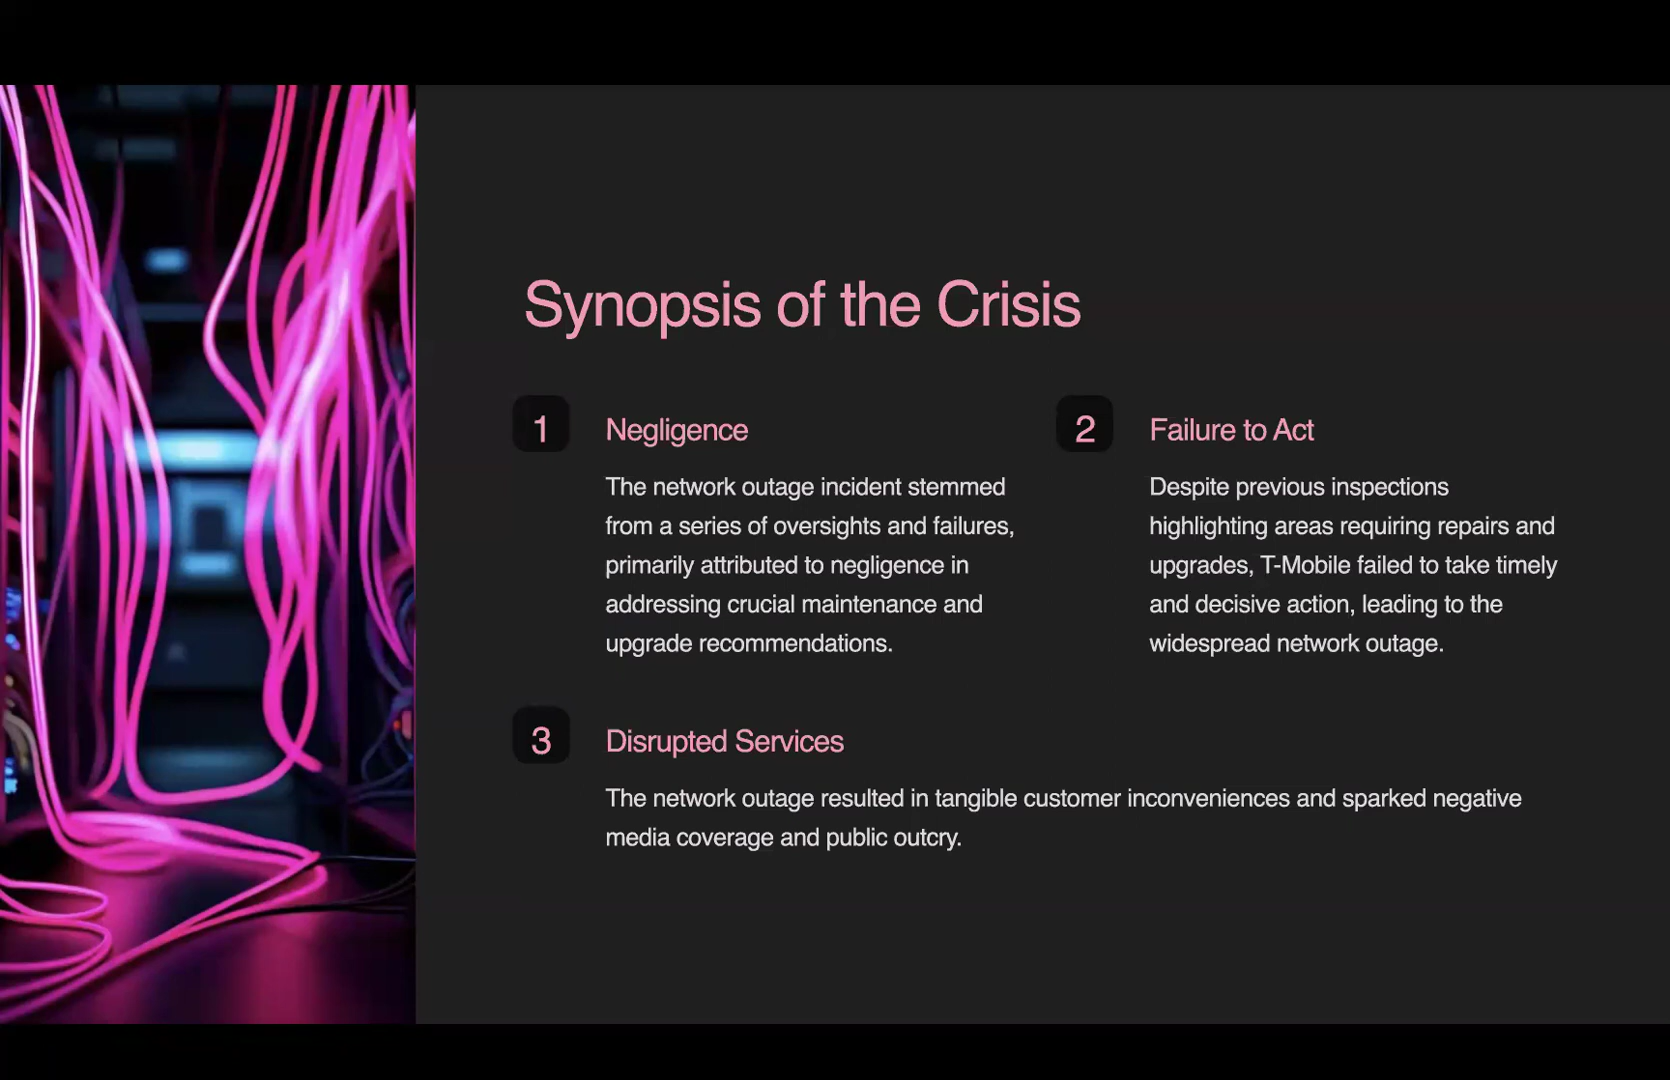 Synopsis of the Crisis
1
Negligence
The network outage incident stemmed
from a series of oversights and failures,
primarily attributed to negligence in
addressing crucial maintenance and
upgrade recommendations.
2
Failure to Act
Despite previous inspections
highlighting areas requiring repairs and
upgrades, T-Mobile failed to take timely
and decisive action, leading to the
widespread network outage.
3
Disrupted Services
The network outage resulted in tangible customer inconveniences and sparked negative
media coverage and public outcry.